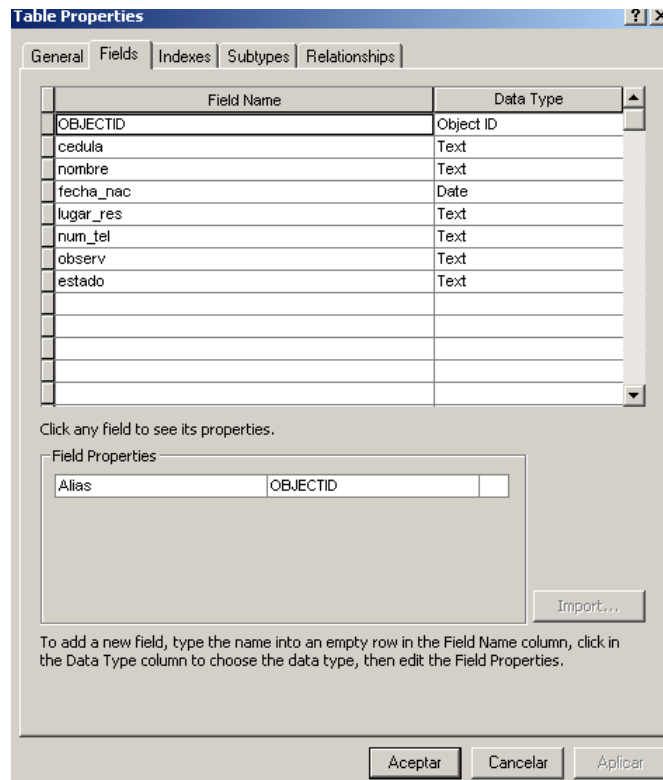 Table Properties
General Fields Indexes Subtypes Relationships
Field Name Data Type
OBJECTID Object ID
cedula Text
nombre Text
fecha_nac Date
lugar_res Text
num_tel Text
observ Text
estado Text
Click any field to see its properties.
Field Properties
Alias OBJECTID
Import...
To add a new field, type the name into an empty row in the Field Name column, click in
the Data Type column to choose the data type, then edit the Field Properties.
Aceptar Cancelar Aplicar